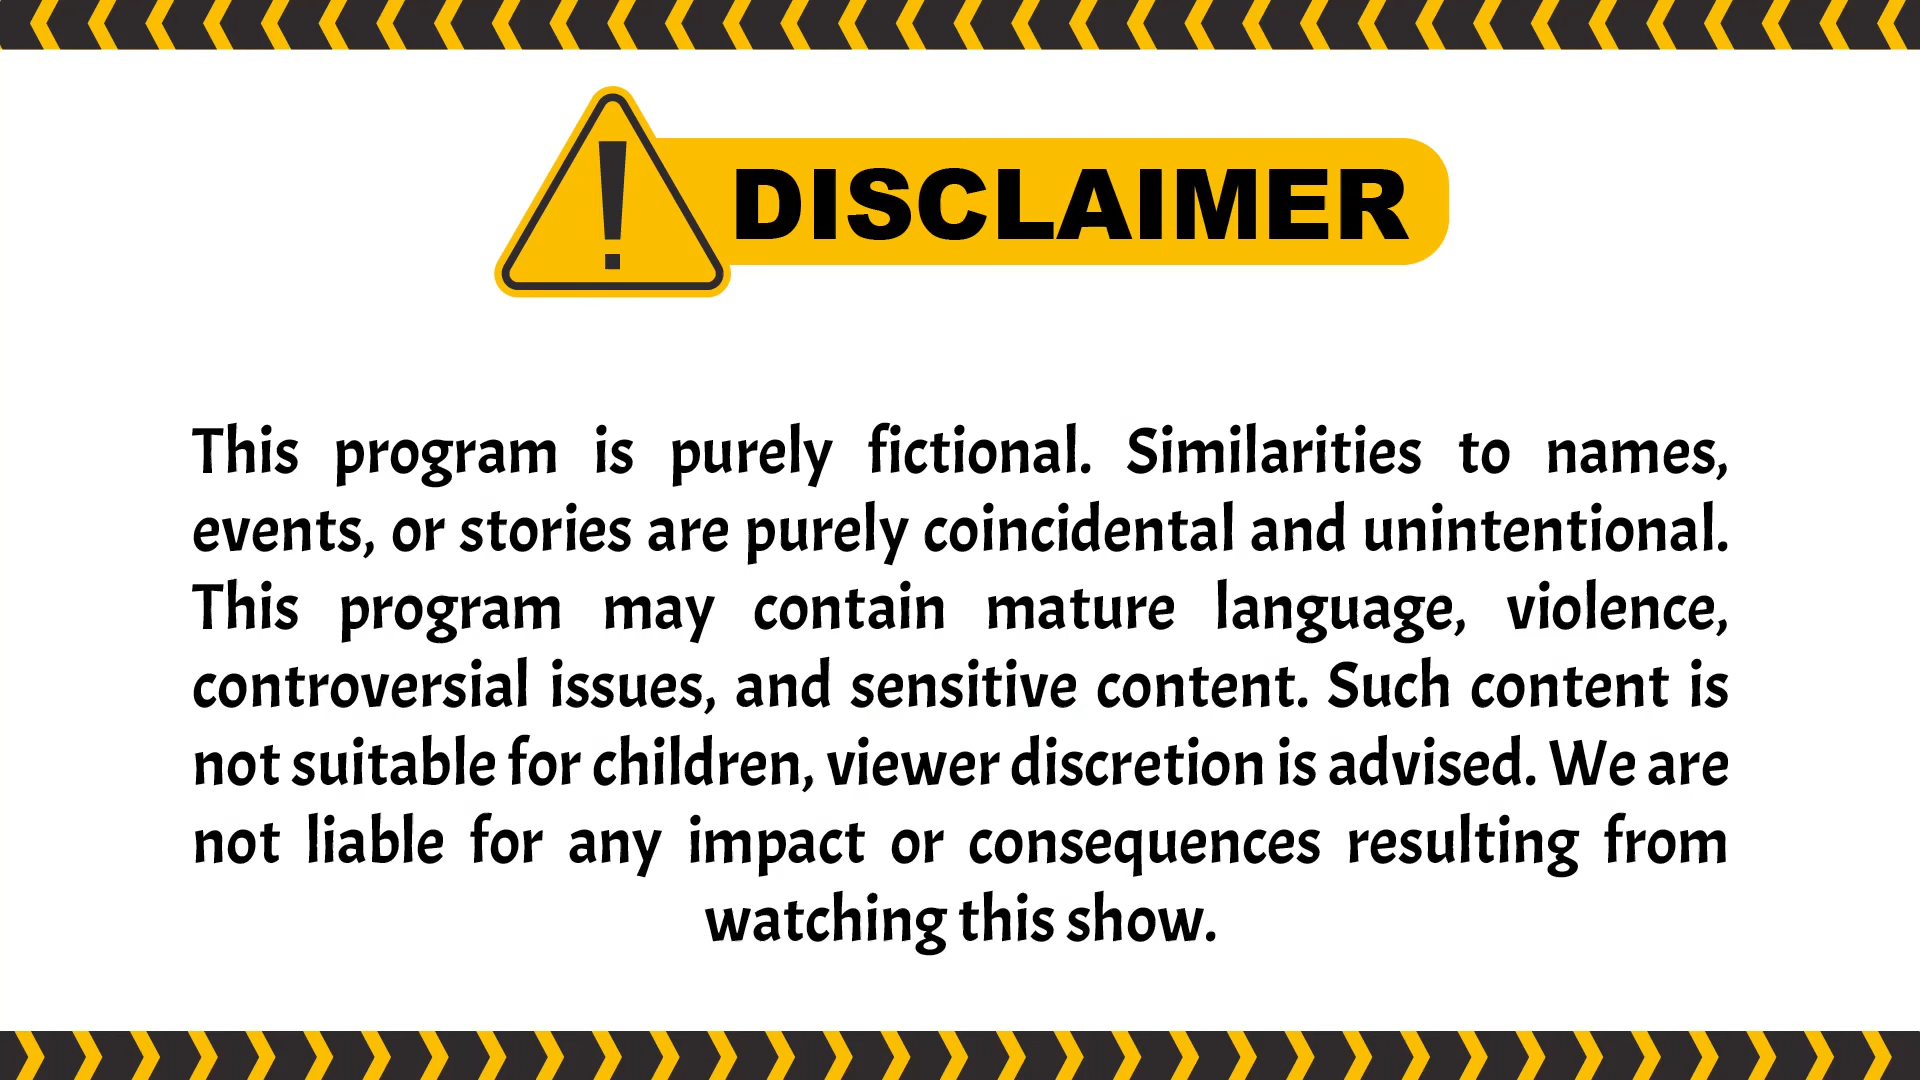 DISCLAIMER
This program is purely fictional. Similarities to names,
events, or stories are purely coincidental and unintentional.
This program may contain mature language, violence,
controversial issues, and sensitive content. Such content is
not suitable for children, viewer discretion is advised. We are
not liable for any impact or consequences resulting from
watching this show.